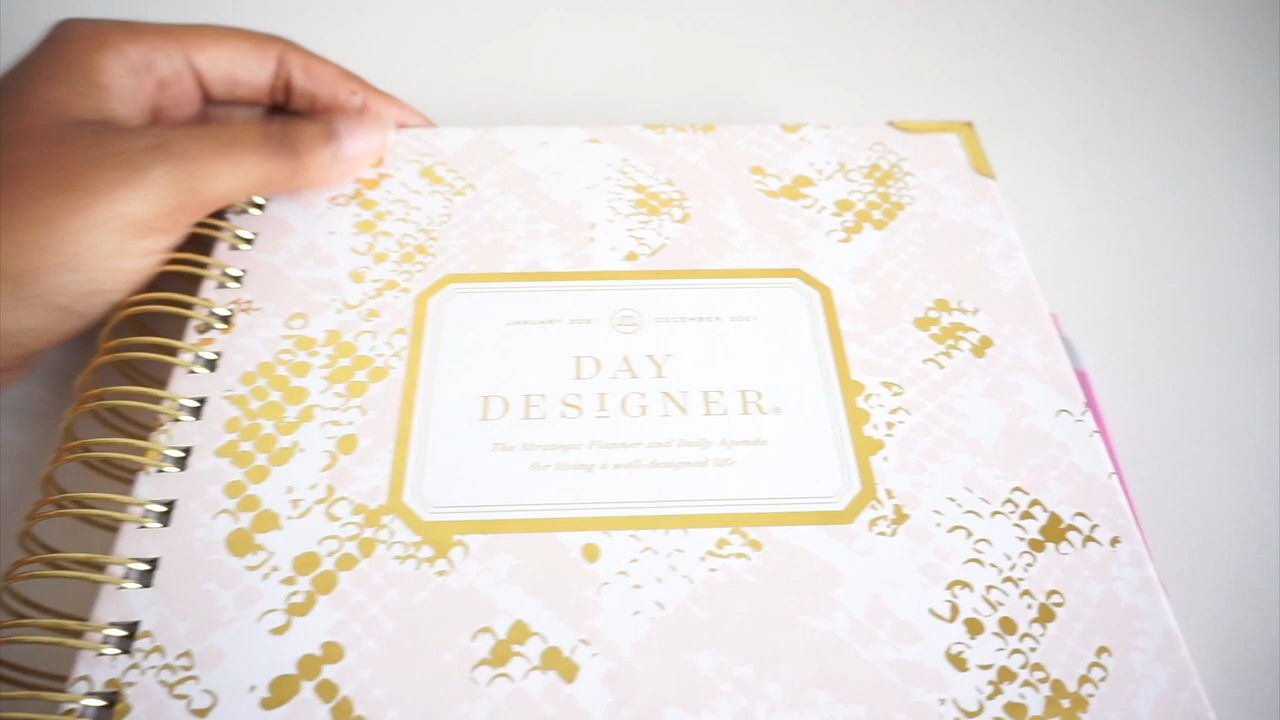 JANUARY 2021 DECEMBER 2021
DAY
DESIGNER®
The Strategic Planner and Daily Agenda
for living a well-designed life